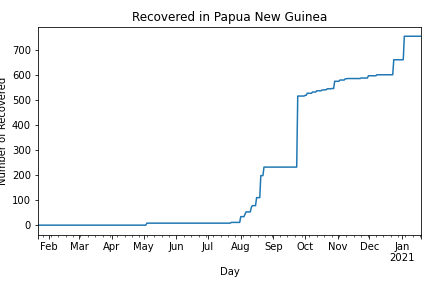 Recovered in Papua New Guinea
Number of Recovered
700
600
500
400
300
200
100
0
Feb Mar Apr May Jun Jul Aug Sep Oct Nov Dec Jan
2021
Day